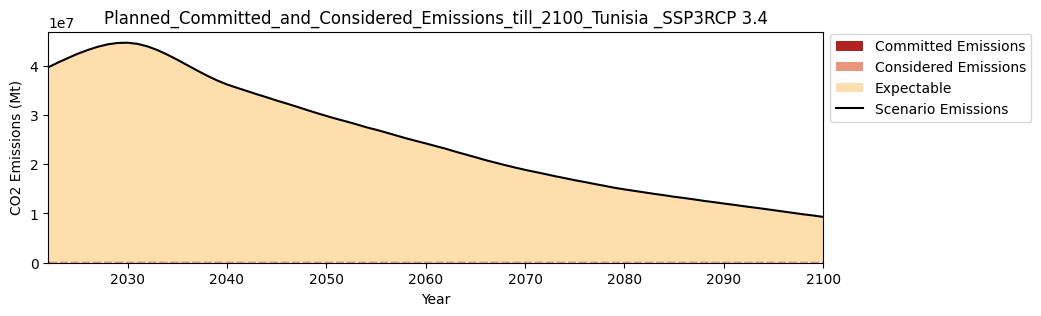 Planned_Committed_and_Considered_Emissions_till_2100_Tunisia _SSP3RCP 3.4
1e7
Committed Emissions
Considered Emissions
Expectable
Scenario Emissions
CO2 Emissions (Mt)
4
3
2
1
0
2030 2040 2050 2060 2070 2080 2090 2100
Year